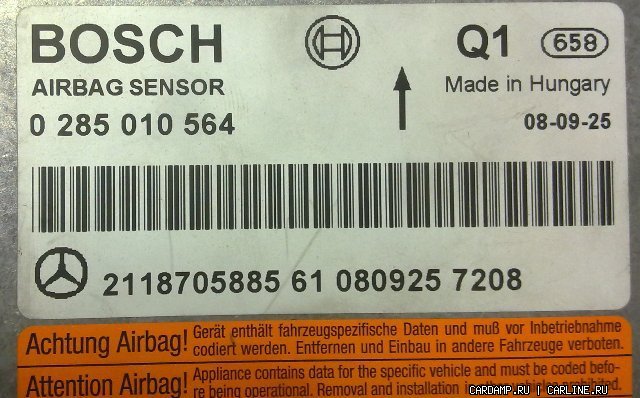 BOSCH
Q1 658
AIRBAG SENSOR
Made in Hungary
0 285 010 564
08-09-25
2118705885 61 080925 7208
Achtung Airbag!
Gerät enthält fahrzeugspezifische Daten und muß vor Inbetriebnahme
codiert werden. Entfernen und Einbau in andere Fahrzeuge verboten.
Attention Airbag!
Appliance contains data for the specific vehicle and must be coded befo-
re being operational. Removal and installation
CARDAMP.RU | CARLINE.RU